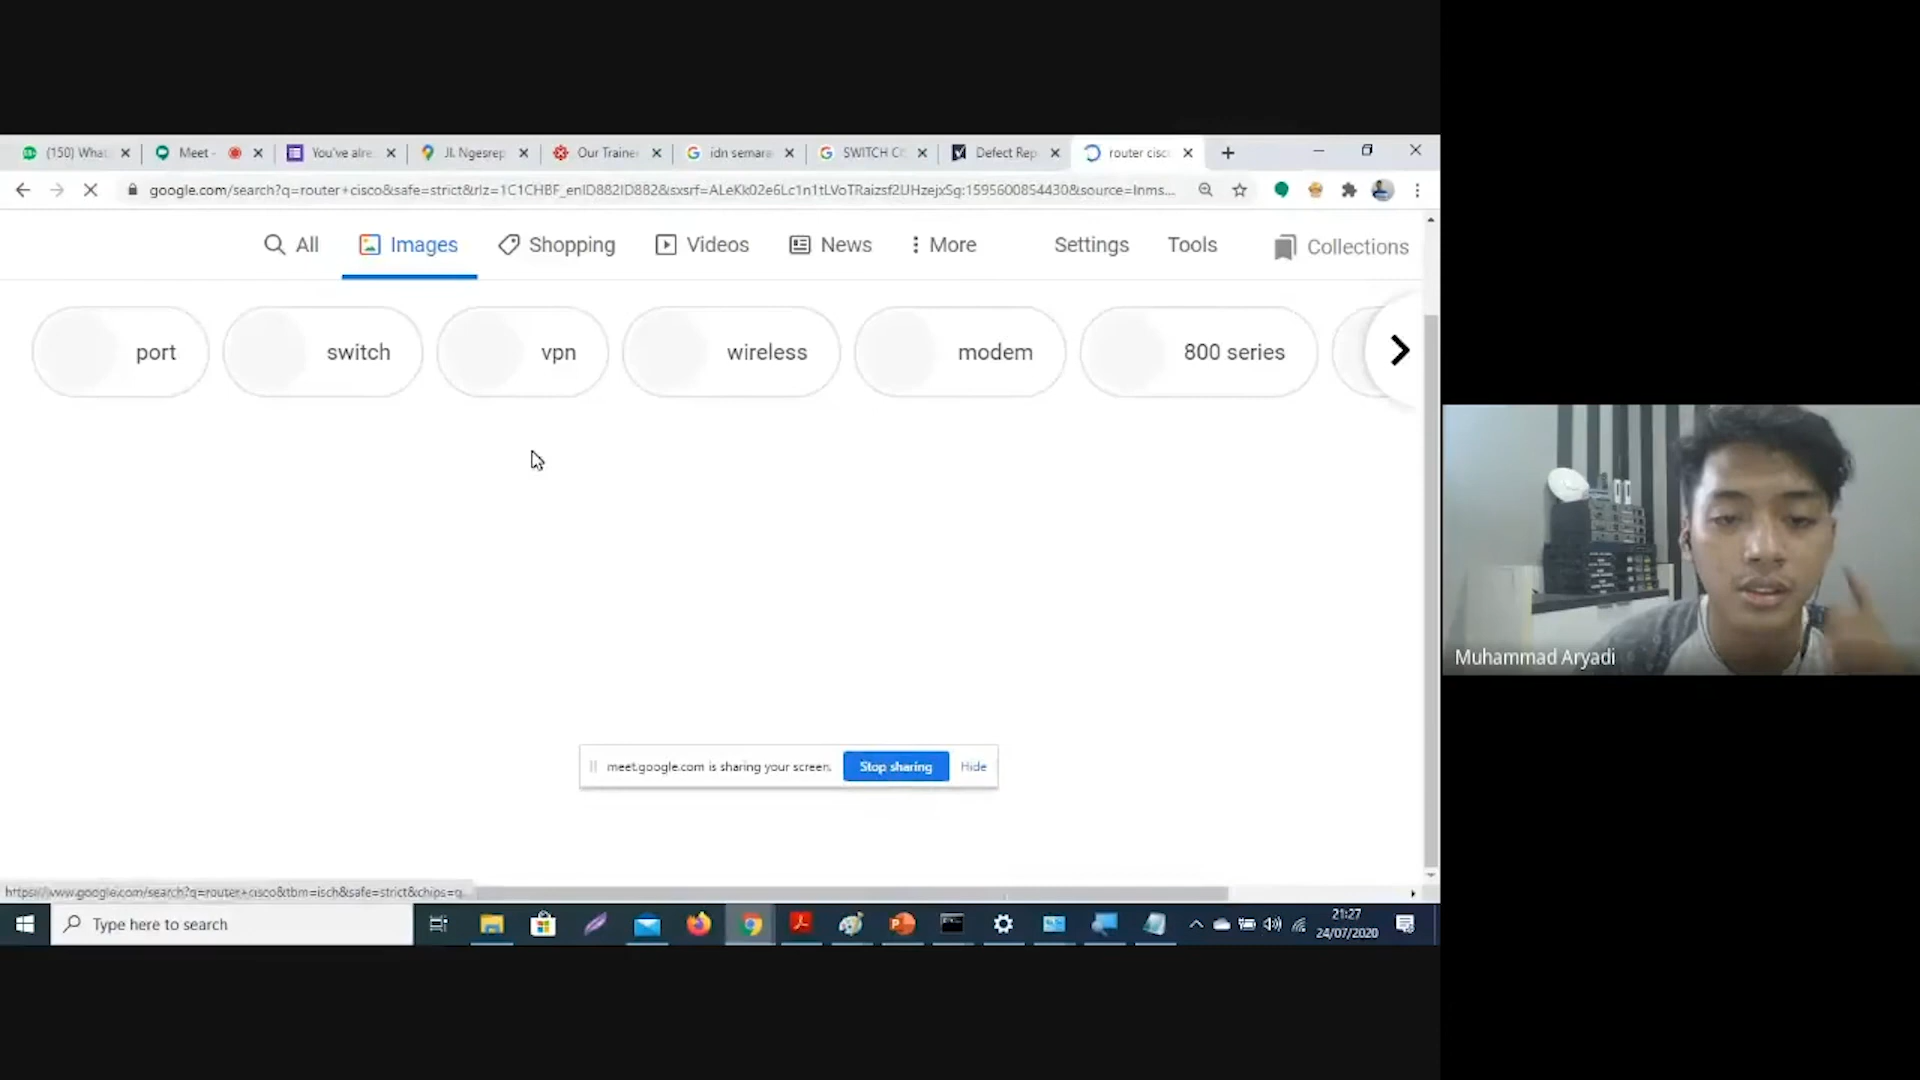 (150) What
Meet -
You've alre
Jl. Ngesrep
Our Traine
idn semara
SWITCH C
Defect Rep
router cisc
google.com/search?q=router+cisco&safe=strict&rlz=1C1CHBF_enID882ID882&sxsrf=ALeKk02e6Lc1n1tLVoTRaizsf2UHzejxSg:1595600854430&source=lnms...
All
Images
Shopping
Videos
News
More
Settings
Tools
Collections
port
switch
vpn
wireless
modem
800 series
Muhammad Aryadi
meet.google.com is sharing your screen.
Stop sharing
Hide
https://www.google.com/search?q=router+cisco&tbm=isch&safe=strict&chips=q...
Type here to search
21:27
24/07/2020